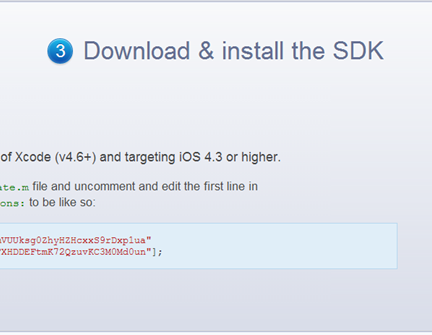 3 Download & install the SDK
of Xcode (v4.6+) and targeting iOS 4.3 or higher.
ate.m file and uncomment and edit the first line in
ons: to be like so:
VUUksg0ZhyHZHcxxS9rDxp1ua"
XHDDEFtmK72QzuvKC3M0Md0un"];